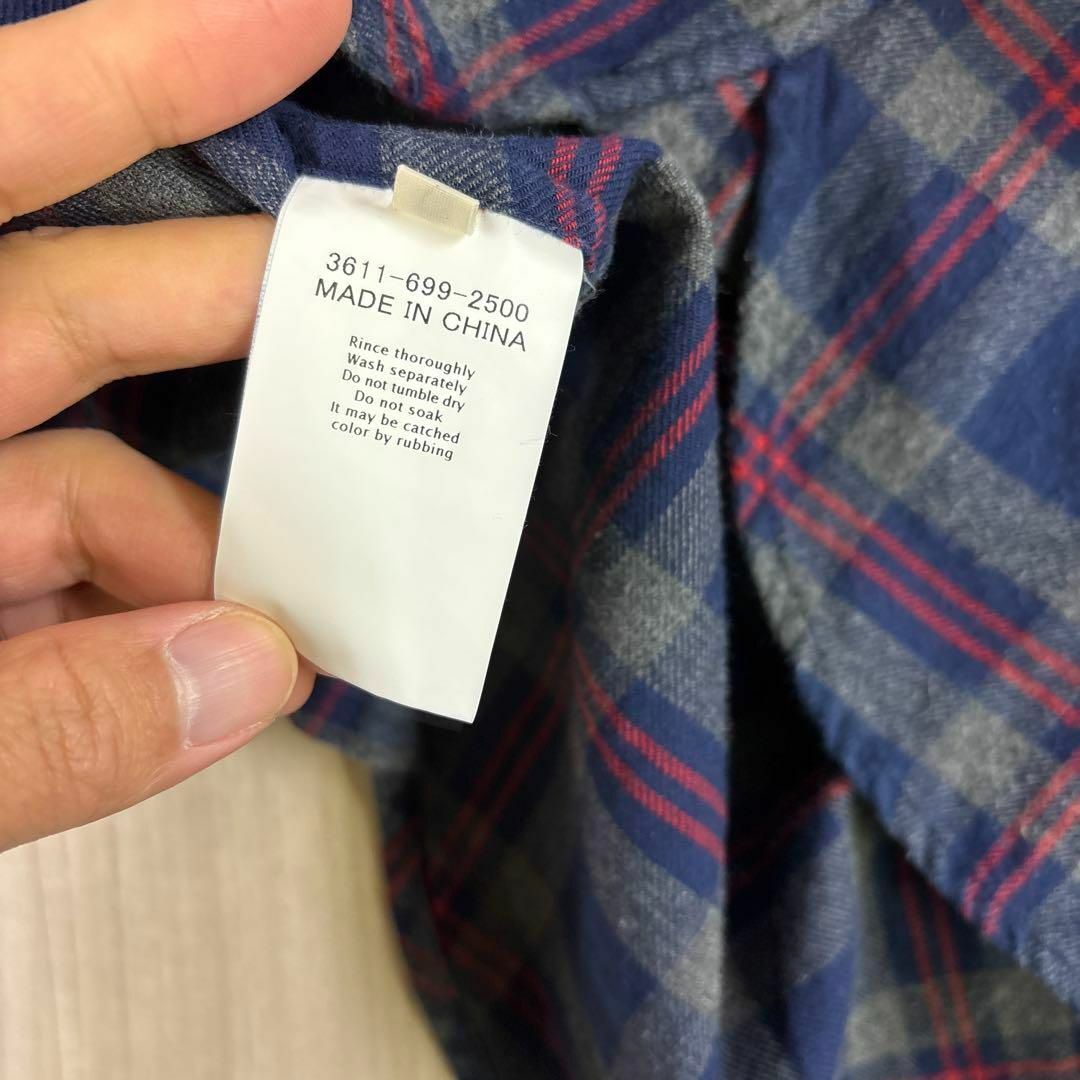 3611-699-2500
MADE IN CHINA
Rince thoroughly
Wash separately
Do not tumble dry
Do not soak
It may be catched
color by rubbing